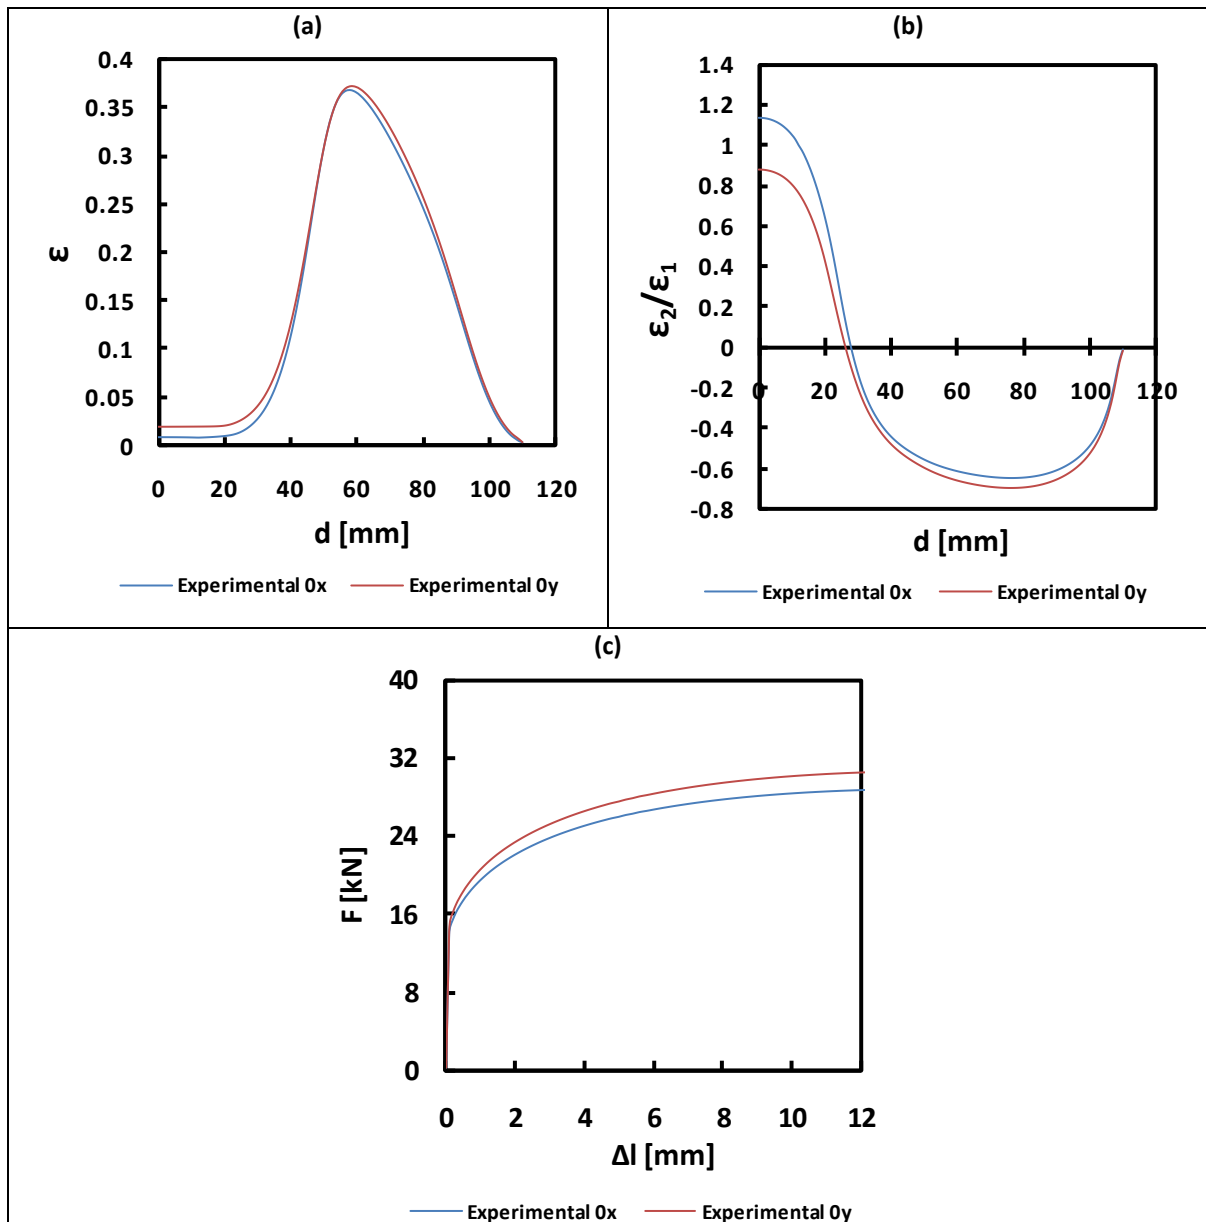 (a)
0.4
0.35
0.3
0.25
0.2
0.15
0.1
0.05
0
ε
0 20 40 60 80 100 120
d [mm]
Experimental 0x Experimental 0y
(b)
1.4
1.2
1
0.8
0.6
0.4
0.2
0
-0.2
-0.4
-0.6
-0.8
ε2/ε1
0 20 40 60 80 100 120
d [mm]
Experimental 0x Experimental 0y
(c)
40
32
24
16
8
0
F [kN]
0 2 4 6 8 10 12
Δl [mm]
Experimental 0x Experimental 0y